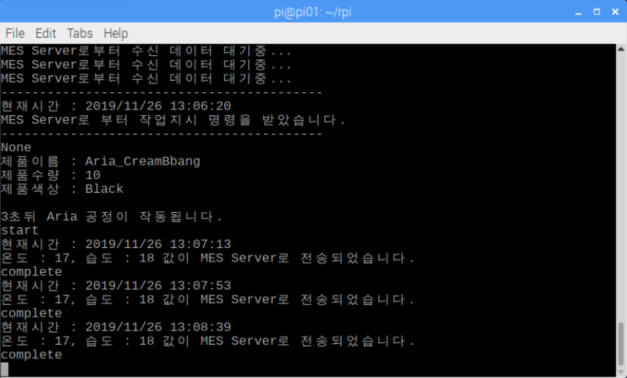 pi@pi01: ~/rpi
File Edit Tabs Help
MES Server로부터 수신 데이터 대기중...
MES Server로부터 수신 데이터 대기중...
MES Server로부터 수신 데이터 대기중...
------------------------------------------
현재시간 : 2019/11/26 13:06:20
MES Server로 부터 작업지시 명령을 받았습니다.
------------------------------------------
None
제품이름 : Aria_CreamBbang
제품수량 : 10
제품색상 : Black
3초뒤 Aria 공정이 작동됩니다.
start
현재시간 : 2019/11/26 13:07:13
온도 : 17, 습도 : 18 값이 MES Server로 전송되었습니다.
complete
현재시간 : 2019/11/26 13:07:53
온도 : 17, 습도 : 18 값이 MES Server로 전송되었습니다.
complete
현재시간 : 2019/11/26 13:08:39
온도 : 17, 습도 : 18 값이 MES Server로 전송되었습니다.
complete